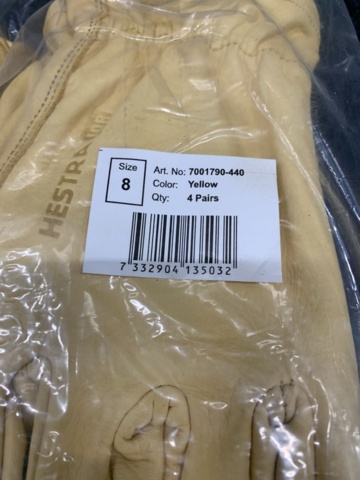 Size
8
Art. No: 7001790-440
Color: Yellow
Qty: 4 Pairs
7 332904 135032
HESTRA